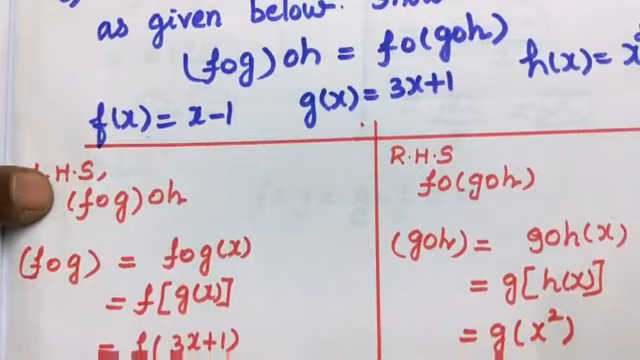 as given below. Show
(fog)oh = fo(goh)
f(x) = x-1 g(x) = 3x+1 h(x) = x
L.H.S,
(fog)oh
(fog) = fog(x)
= f[g(x)]
= f(3x+1)
R.H.S
fo(goh)
(goh) = goh(x)
= g[h(x)]
= g(x²)